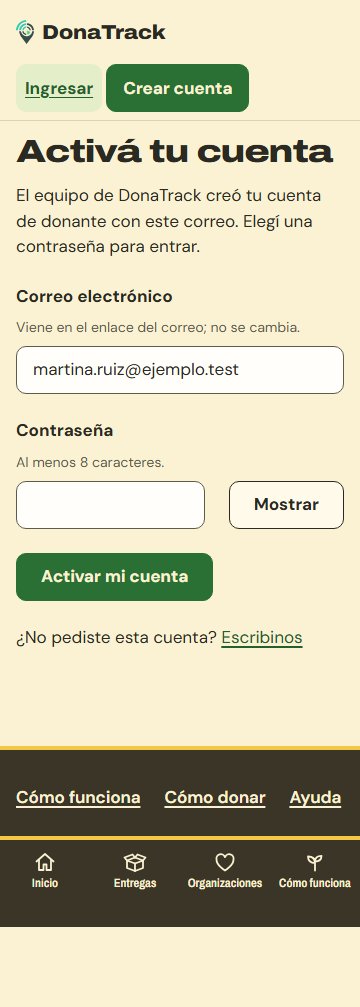 DonaTrack
Ingresar
Crear cuenta
Activá tu cuenta
El equipo de DonaTrack creó tu cuenta
de donante con este correo. Elegí una
contraseña para entrar.
Correo electrónico
Viene en el enlace del correo; no se cambia.
martina.ruiz@ejemplo.test
Contraseña
Al menos 8 caracteres.
Mostrar
Activar mi cuenta
¿No pediste esta cuenta? Escribinos
Cómo funciona
Cómo donar
Ayuda
Inicio
Entregas
Organizaciones
Cómo funciona